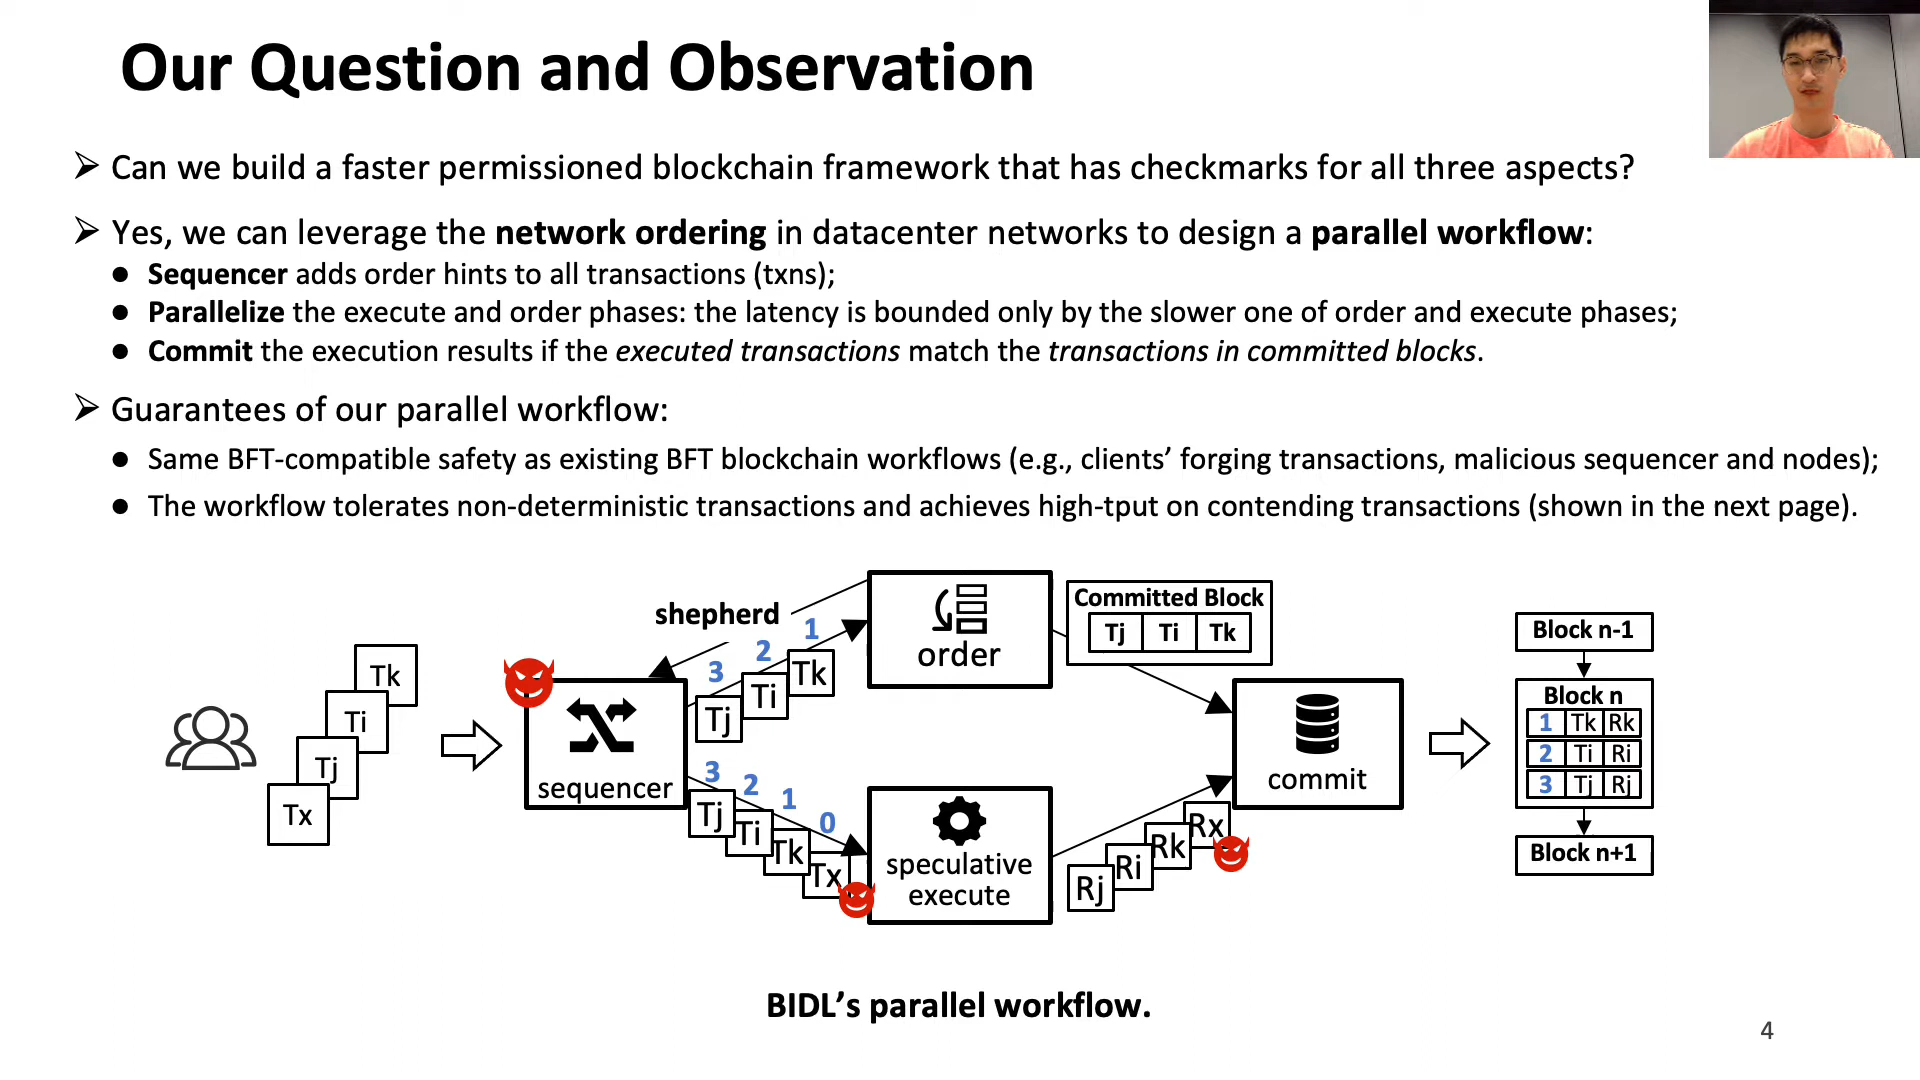 Our Question and Observation
➢ Can we build a faster permissioned blockchain framework that has checkmarks for all three aspects?
➢ Yes, we can leverage the network ordering in datacenter networks to design a parallel workflow:
● Sequencer adds order hints to all transactions (txns);
● Parallelize the execute and order phases: the latency is bounded only by the slower one of order and execute phases;
● Commit the execution results if the executed transactions match the transactions in committed blocks.
➢ Guarantees of our parallel workflow:
● Same BFT-compatible safety as existing BFT blockchain workflows (e.g., clients’ forging transactions, malicious sequencer and nodes);
● The workflow tolerates non-deterministic transactions and achieves high-tput on contending transactions (shown in the next page).
Tk
Ti
Tj
Tx
sequencer
shepherd
3 2 1
Tj Ti Tk
3 2 1 0
Tj Ti Tk Tx
order
speculative
execute
Committed Block
Tj Ti Tk
Rj Ri Rk Rx
commit
Block n-1
Block n
1 Tk Rk
2 Ti Ri
3 Tj Rj
Block n+1
BIDL’s parallel workflow.
4